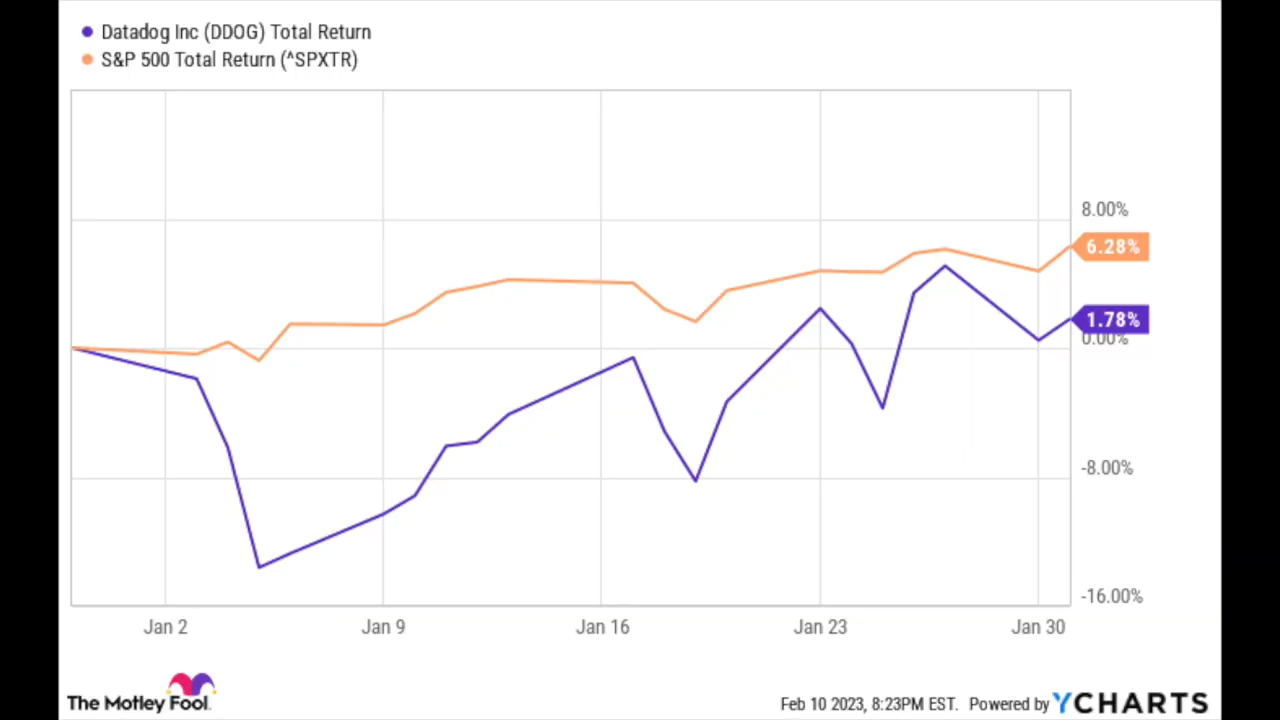 Datadog Inc (DDOG) Total Return
S&P 500 Total Return (^SPXTR)
8.00%
6.28%
1.78%
0.00%
-8.00%
-16.00%
Jan 2 Jan 9 Jan 16 Jan 23 Jan 30
The Motley Fool.
Feb 10 2023, 8:23PM EST. Powered by YCHARTS